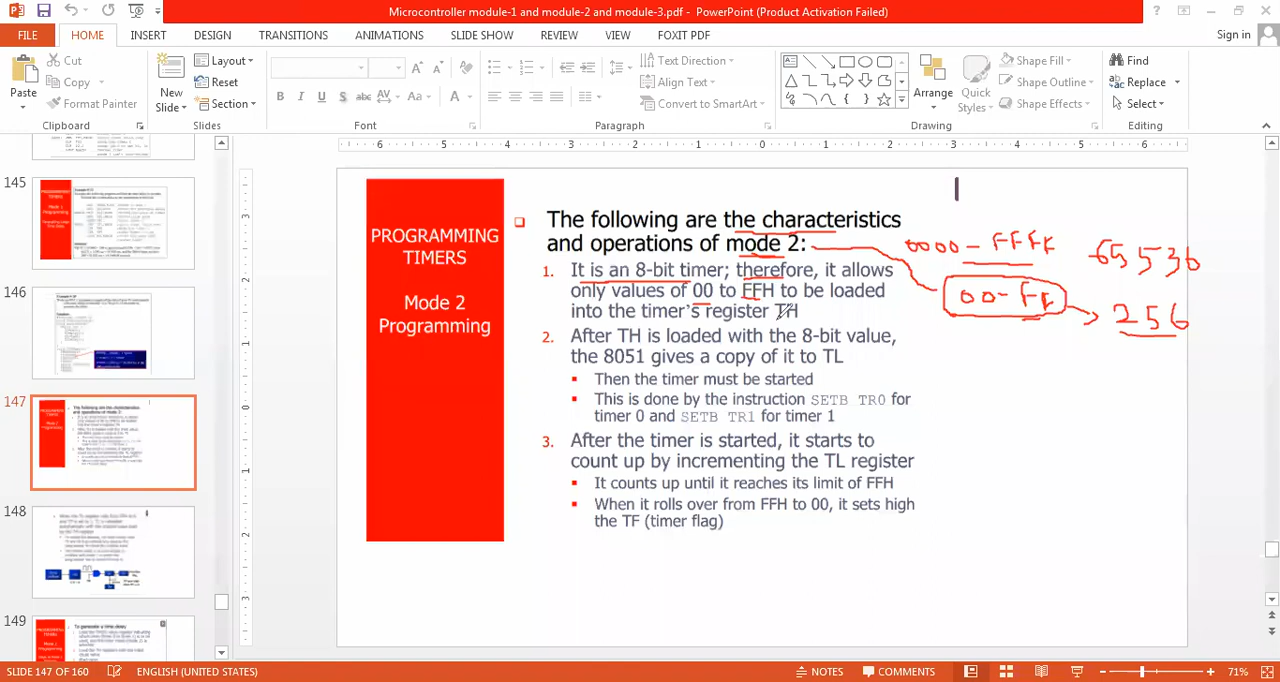 Microcontroller module-1 and module-2 and module-3.pdf - PowerPoint (Product Activation Failed)
FILE HOME INSERT DESIGN TRANSITIONS ANIMATIONS SLIDE SHOW REVIEW VIEW FOXIT PDF Sign in
Paste
Cut
Copy
Format Painter
Clipboard
New Slide
Layout
Reset
Section
Slides
Font
Text Direction
Align Text
Convert to SmartArt
Paragraph
Arrange
Quick Styles
Shape Fill
Shape Outline
Shape Effects
Drawing
Find
Replace
Select
Editing
145
146
147
148
149
PROGRAMMING
TIMERS
Mode 2
Programming
The following are the characteristics
and operations of mode 2:
1. It is an 8-bit timer; therefore, it allows
only values of 00 to FFH to be loaded
into the timer's register TH
2. After TH is loaded with the 8-bit value,
the 8051 gives a copy of it to TL
Then the timer must be started
This is done by the instruction SETB TR0 for
timer 0 and SETB TR1 for timer 1
3. After the timer is started, it starts to
count up by incrementing the TL register
It counts up until it reaches its limit of FFH
When it rolls over from FFH to 00, it sets high
the TF (timer flag)
0000 - FFFF 65536
00 - FF 256
SLIDE 147 OF 160 ENGLISH (UNITED STATES) NOTES COMMENTS 71%